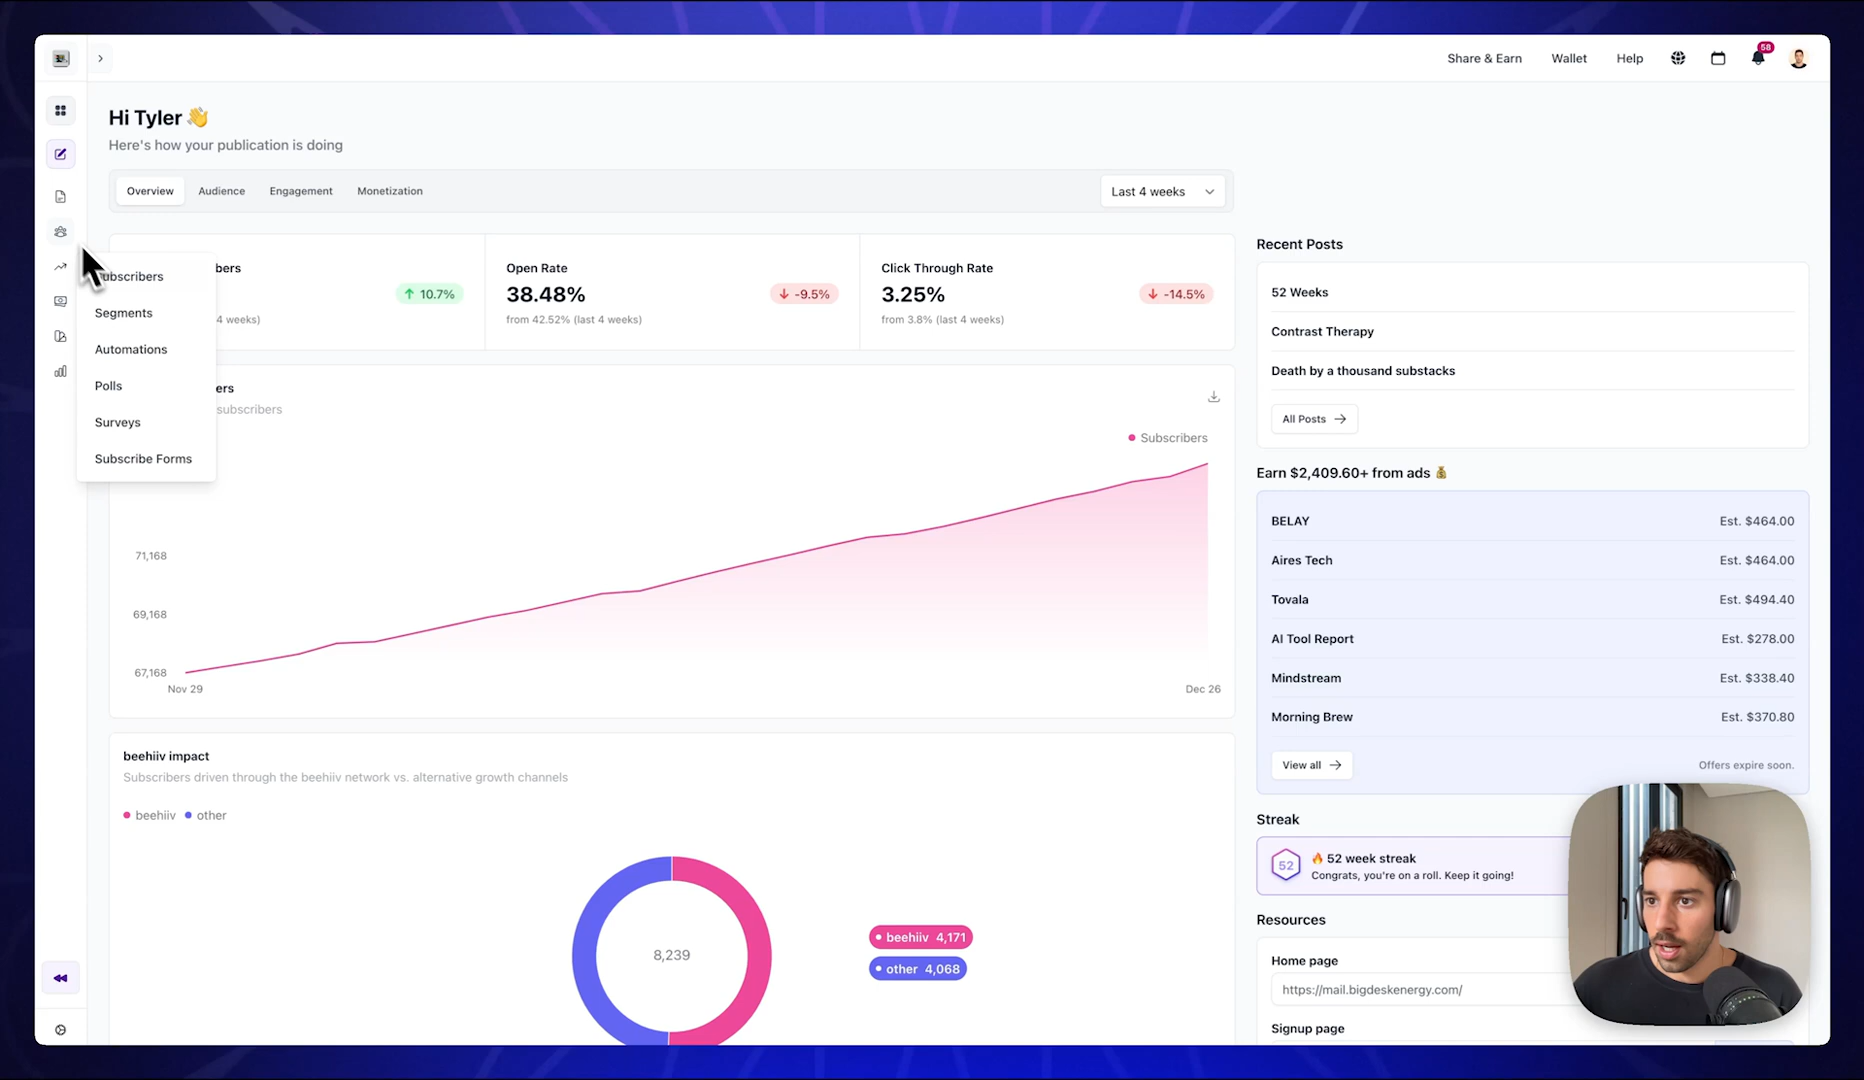 Share & Earn
Wallet
Help
58
Hi Tyler 👋
Here's how your publication is doing
Overview
Audience
Engagement
Monetization
Last 4 weeks
Subscribers
Segments
Automations
Polls
Surveys
Subscribe Forms
bers
10.7%
4 weeks)
Open Rate
38.48%
-9.5%
from 42.52% (last 4 weeks)
Click Through Rate
3.25%
-14.5%
from 3.8% (last 4 weeks)
ers
subscribers
Subscribers
71,168
69,168
67,168
Nov 29
Dec 26
beehiiv impact
Subscribers driven through the beehiiv network vs. alternative growth channels
beehiiv
other
8,239
beehiiv 4,171
other 4,068
Recent Posts
52 Weeks
Contrast Therapy
Death by a thousand substacks
All Posts →
Earn $2,409.60+ from ads 💰
BELAY Est. $464.00
Aires Tech Est. $464.00
Tovala Est. $494.40
AI Tool Report Est. $278.00
Mindstream Est. $338.40
Morning Brew Est. $370.80
View all →
Offers expire soon.
Streak
52
🔥 52 week streak
Congrats, you're on a roll. Keep it going!
Resources
Home page
https://mail.bigdeskenergy.com/
Signup page